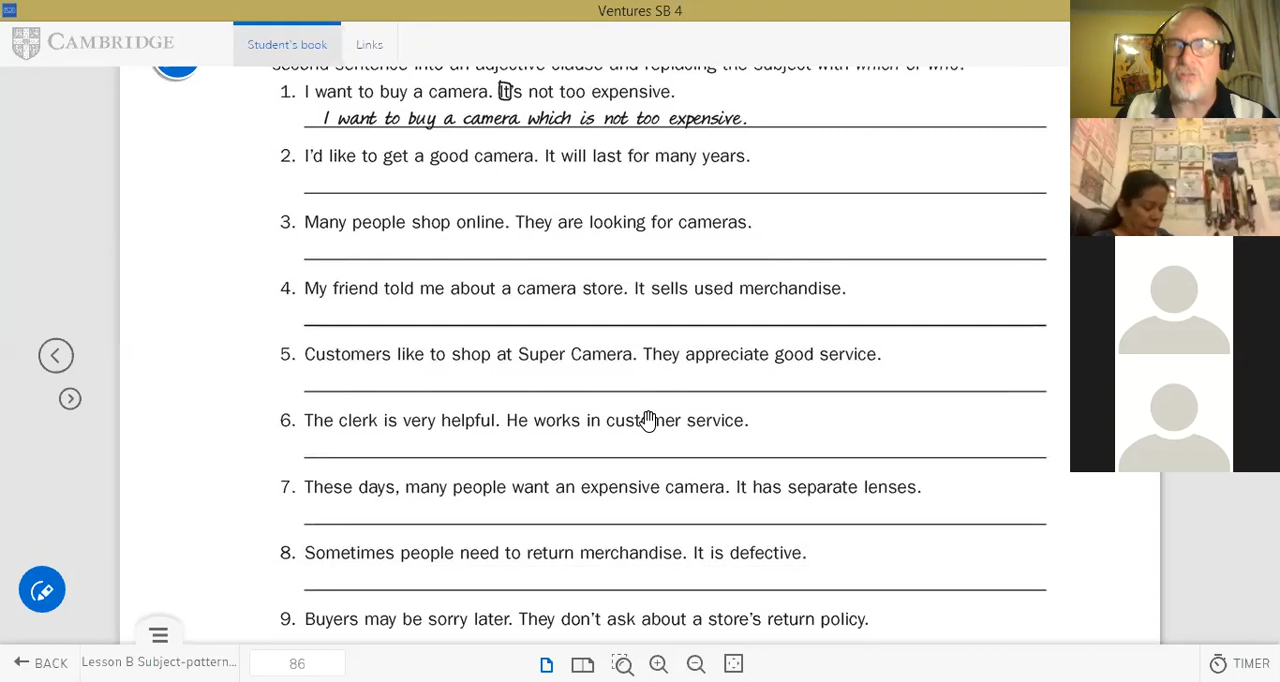 Ventures SB 4
CAMBRIDGE
Student's book
Links
second sentence into an adjective clause and replacing the subject with which or who.
1. I want to buy a camera. It's not too expensive.
I want to buy a camera which is not too expensive.
2. I'd like to get a good camera. It will last for many years.
3. Many people shop online. They are looking for cameras.
4. My friend told me about a camera store. It sells used merchandise.
5. Customers like to shop at Super Camera. They appreciate good service.
6. The clerk is very helpful. He works in customer service.
7. These days, many people want an expensive camera. It has separate lenses.
8. Sometimes people need to return merchandise. It is defective.
9. Buyers may be sorry later. They don't ask about a store's return policy.
BACK
Lesson B Subject-pattern...
86
TIMER